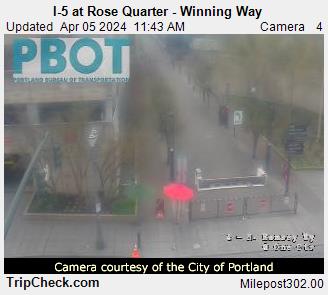 I-5 at Rose Quarter - Winning Way
Updated Apr 05 2024 11:43 AM Camera 4
PBOT
PORTLAND BUREAU OF TRANSPORTATION
Camera courtesy of the City of Portland
TripCheck.com Milepost302.00